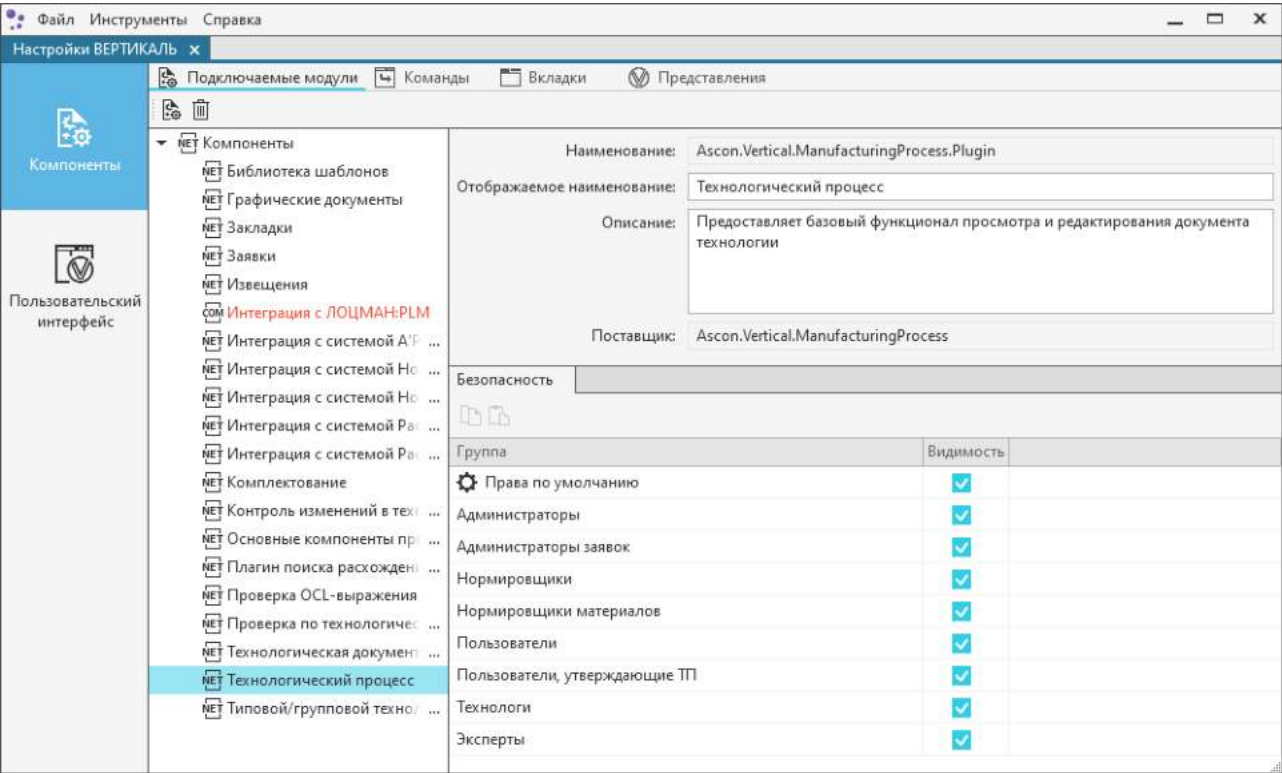 Файл Инструменты Справка
Настройки ВЕРТИКАЛЬ
Подключаемые модули Команды Вкладки Представления
Компоненты
Пользовательский
интерфейс
NET Компоненты
NET Библиотека шаблонов
NET Графические документы
NET Закладки
NET Заявки
NET Извещения
COM Интеграция с ЛОЦМАН:PLM
NET Интеграция с системой ...
NET Интеграция с системой Но ...
NET Интеграция с системой Но ...
NET Интеграция с системой Ра ...
NET Интеграция с системой Ра ...
NET Комплектование
NET Контроль изменений в тех ...
NET Основные компоненты пр ...
NET Плагин поиска расхожден ...
NET Проверка OCL-выражения
NET Проверка по технологичес ...
NET Технологическая документ ...
NET Технологический процесс
NET Типовой/групповой техно ...
Наименование: Ascon.Vertical.ManufacturingProcess.Plugin
Отображаемое наименование: Технологический процесс
Описание: Предоставляет базовый функционал просмотра и редактирования документа
технологии
Поставщик: Ascon.Vertical.ManufacturingProcess
Безопасность
Группа Видимость
Права по умолчанию
Администраторы
Администраторы заявок
Нормировщики
Нормировщики материалов
Пользователи
Пользователи, утверждающие ТП
Технологи
Эксперты